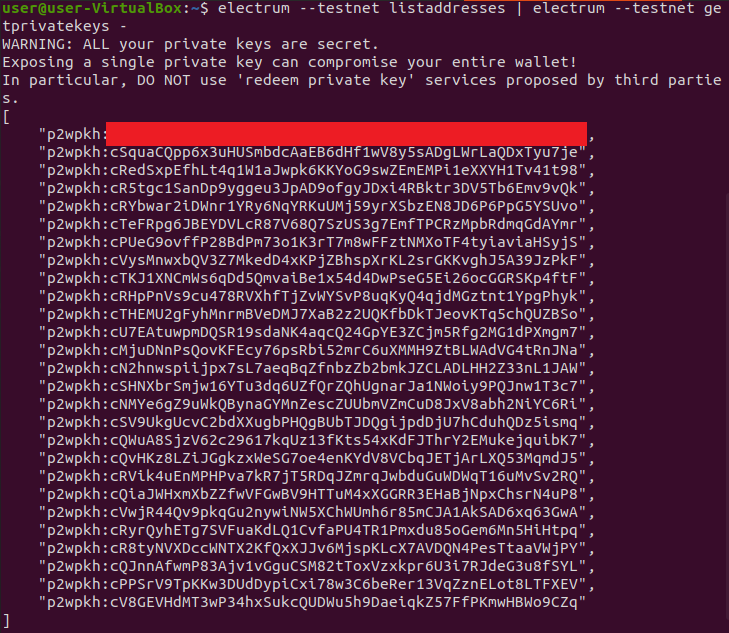 user@user-VirtualBox:~$ electrum --testnet listaddresses | electrum --testnet ge
tprivatekeys -
WARNING: ALL your private keys are secret.
Exposing a single private key can compromise your entire wallet!
In particular, DO NOT use 'redeem private key' services proposed by third partie
s.
[
"p2wpkh:                                                    ,
"p2wpkh:cSquaCQpp6x3uHUSmbdcAaEB6dHf1wV8y5sADgLWrLaQDxTyu7je",
"p2wpkh:cRedSxpEfhLt4q1W1aJwpk6KKYoG9swZEmEMPi1eXXYH1Tv41t98",
"p2wpkh:cR5tgc1SanDp9yggeu3JpAD9ofgyJDxi4RBktr3DV5Tb6Emv9vQk",
"p2wpkh:cRYbwar2iDWnr1YRy6NqYRKuUMj59yrXSbzEN8JD6P6PpG5YSUvo",
"p2wpkh:cTeFRpg6JBEYDVLcR87V68Q7SzUS3g7EmfTPCRzMpbRdmqGdAYmr",
"p2wpkh:cPUeG9ovffP28BdPm73o1K3rT7m8wFFztNMXoTF4tyiaviaHSyjS",
"p2wpkh:cVysMnwxbQV3Z7MkedD4xKPjZBhspXrKL2srGKKvghJ5A39JzPkF",
"p2wpkh:cTKJ1XNCmWs6qDd5QmvaiBe1x54d4DwPseG5Ei26ocGGRSKp4ftF",
"p2wpkh:cRHpPnVs9cu478RVXhfTjZvWYSvP8uqKyQ4qjdMGztnt1YpgPhyk",
"p2wpkh:cTHEMU2gFyhMnrmBVeDMJ7XaB2z2UQKfbDkTJeovKTq5chQUZBSo",
"p2wpkh:cU7EAtuwpmDQSR19sdaNK4aqcQ24GpYE3ZCjm5Rfg2MG1dPXmgm7",
"p2wpkh:cMjuDNnPsQovKFEcy76psRbi52mrC6uXMMH9ZtBLWAdVG4tRnJNa",
"p2wpkh:cN2hnwspiijpx7sL7aeqBqZfnbzZb2bmkJZCLADLHH2Z33nL1JAW",
"p2wpkh:cSHNXbrSmjw16YTu3dq6UZfQrZQhUgnarJa1NWoiy9PQJnw1T3c7",
"p2wpkh:cNMYe6gZ9uWkQBynaGYMnZescZUUbmVZmCuD8JxV8abh2NiYC6Ri",
"p2wpkh:cSV9UkgUcvC2bdXXugbPHQgBUbTJDQgijpdDjU7hCduhQDz5ismq",
"p2wpkh:cQWuA8SjzV62c29617kqUz13fKts54xKdFJThrY2EMukejquibK7",
"p2wpkh:cQvHKz8LZiJGgkzxWeSG7oe4enKYdV8VCbqJETjArLXQ53MqmdJ5",
"p2wpkh:cRVik4uEnMPHPva7kR7jT5RDqJZmrqJwbduGuWDWqT16uMvSv2RQ",
"p2wpkh:cQiaJWHxmXbZZfwVFGwBV9HTTuM4xXGGRR3EHaBjNpxChsrN4uP8",
"p2wpkh:cVwjR44Qv9pkqGu2nywiNW5XChWUmh6r85mCJA1AkSAD6xq63GwA",
"p2wpkh:cRyrQyhETg7SVFuaKdLQ1CvfaPU4TR1Pmxdu85oGem6Mn5HiHtpq",
"p2wpkh:cR8tyNVXDccWNTX2KfQxXJJv6MjspKLcX7AVDQN4PesTtaaVWjPY",
"p2wpkh:cQJnnAfwmP83Ajv1vGguCSM82tToxVzxkpr6U3i7RJdeG3u8fSYL",
"p2wpkh:cPPSrV9TpKKw3DUdDypiCxi78w3C6beRer13VqZznELot8LTFXEV",
"p2wpkh:cV8GEVHdMT3wP34hxSukcQUDWu5h9DaeiqkZ57FfPKmwHBWo9CZq"
]